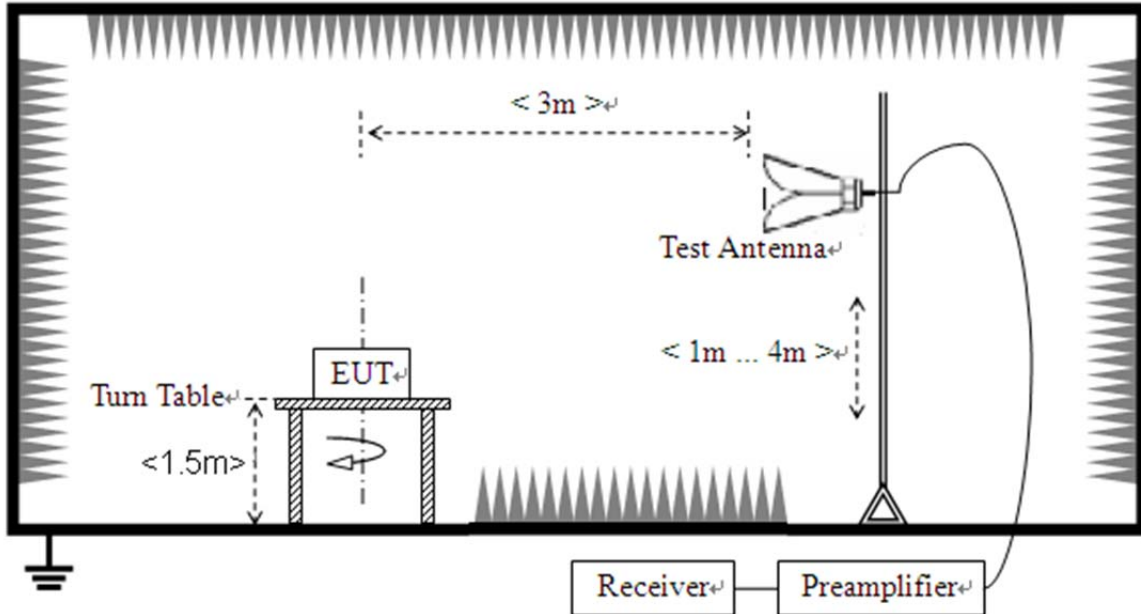 < 3m >↵
Test Antenna↵
< 1m ... 4m >↵
EUT↵
Turn Table↵
<1.5m>
Receiver↵
Preamplifier↵